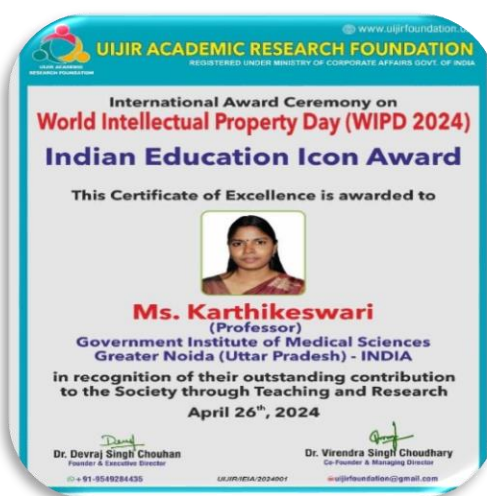 www.uijirfoundation.c
UIJIR ACADEMIC RESEARCH FOUNDATION
REGISTERED UNDER MINISTRY OF CORPORATE AFFAIRS GOVT. OF INDIA
UIJIR ACADEMIC
RESEARCH FOUNDATION
International Award Ceremony on
World Intellectual Property Day (WIPD 2024)
Indian Education Icon Award
This Certificate of Excellence is awarded to
Ms. Karthikeswari
(Professor)
Government Institute of Medical Sciences
Greater Noida (Uttar Pradesh) - INDIA
in recognition of their outstanding contribution
to the Society through Teaching and Research
April 26th, 2024
Dr. Devraj Singh Chouhan
Founder & Executive Director
Dr. Virendra Singh Choudhary
Co-Founder & Managing Director
+ 91-9549284435
UIJIR/IEIA/2024001
uijirfoundation@gmail.com